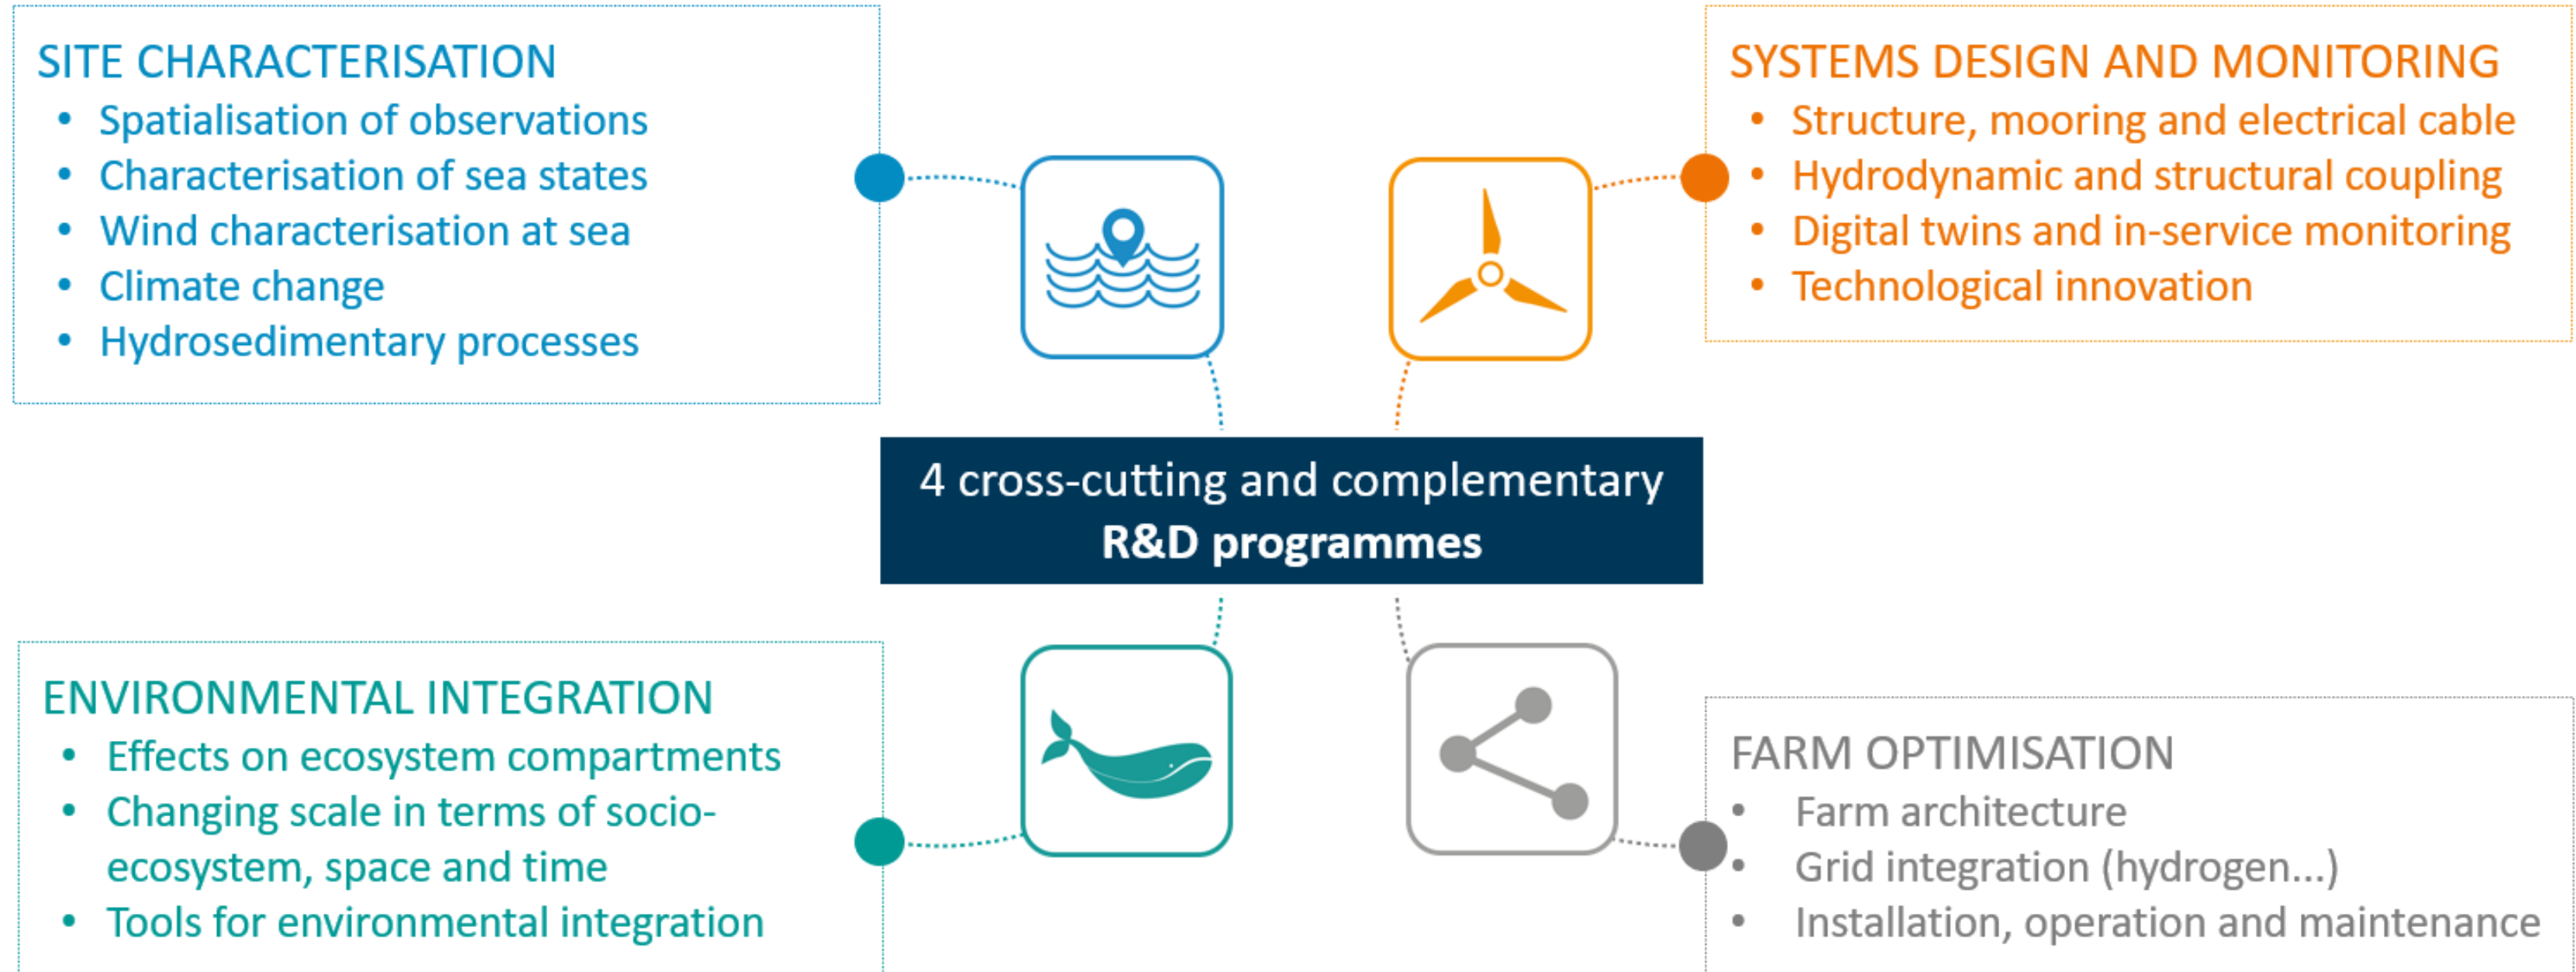 SITE CHARACTERISATION
• Spatialisation of observations
• Characterisation of sea states
• Wind characterisation at sea
• Climate change
• Hydrosedimentary processes
SYSTEMS DESIGN AND MONITORING
• Structure, mooring and electrical cable
• Hydrodynamic and structural coupling
• Digital twins and in-service monitoring
• Technological innovation
4 cross-cutting and complementary
R&D programmes
ENVIRONMENTAL INTEGRATION
• Effects on ecosystem compartments
• Changing scale in terms of socio-
ecosystem, space and time
• Tools for environmental integration
FARM OPTIMISATION
• Farm architecture
• Grid integration (hydrogen...)
• Installation, operation and maintenance